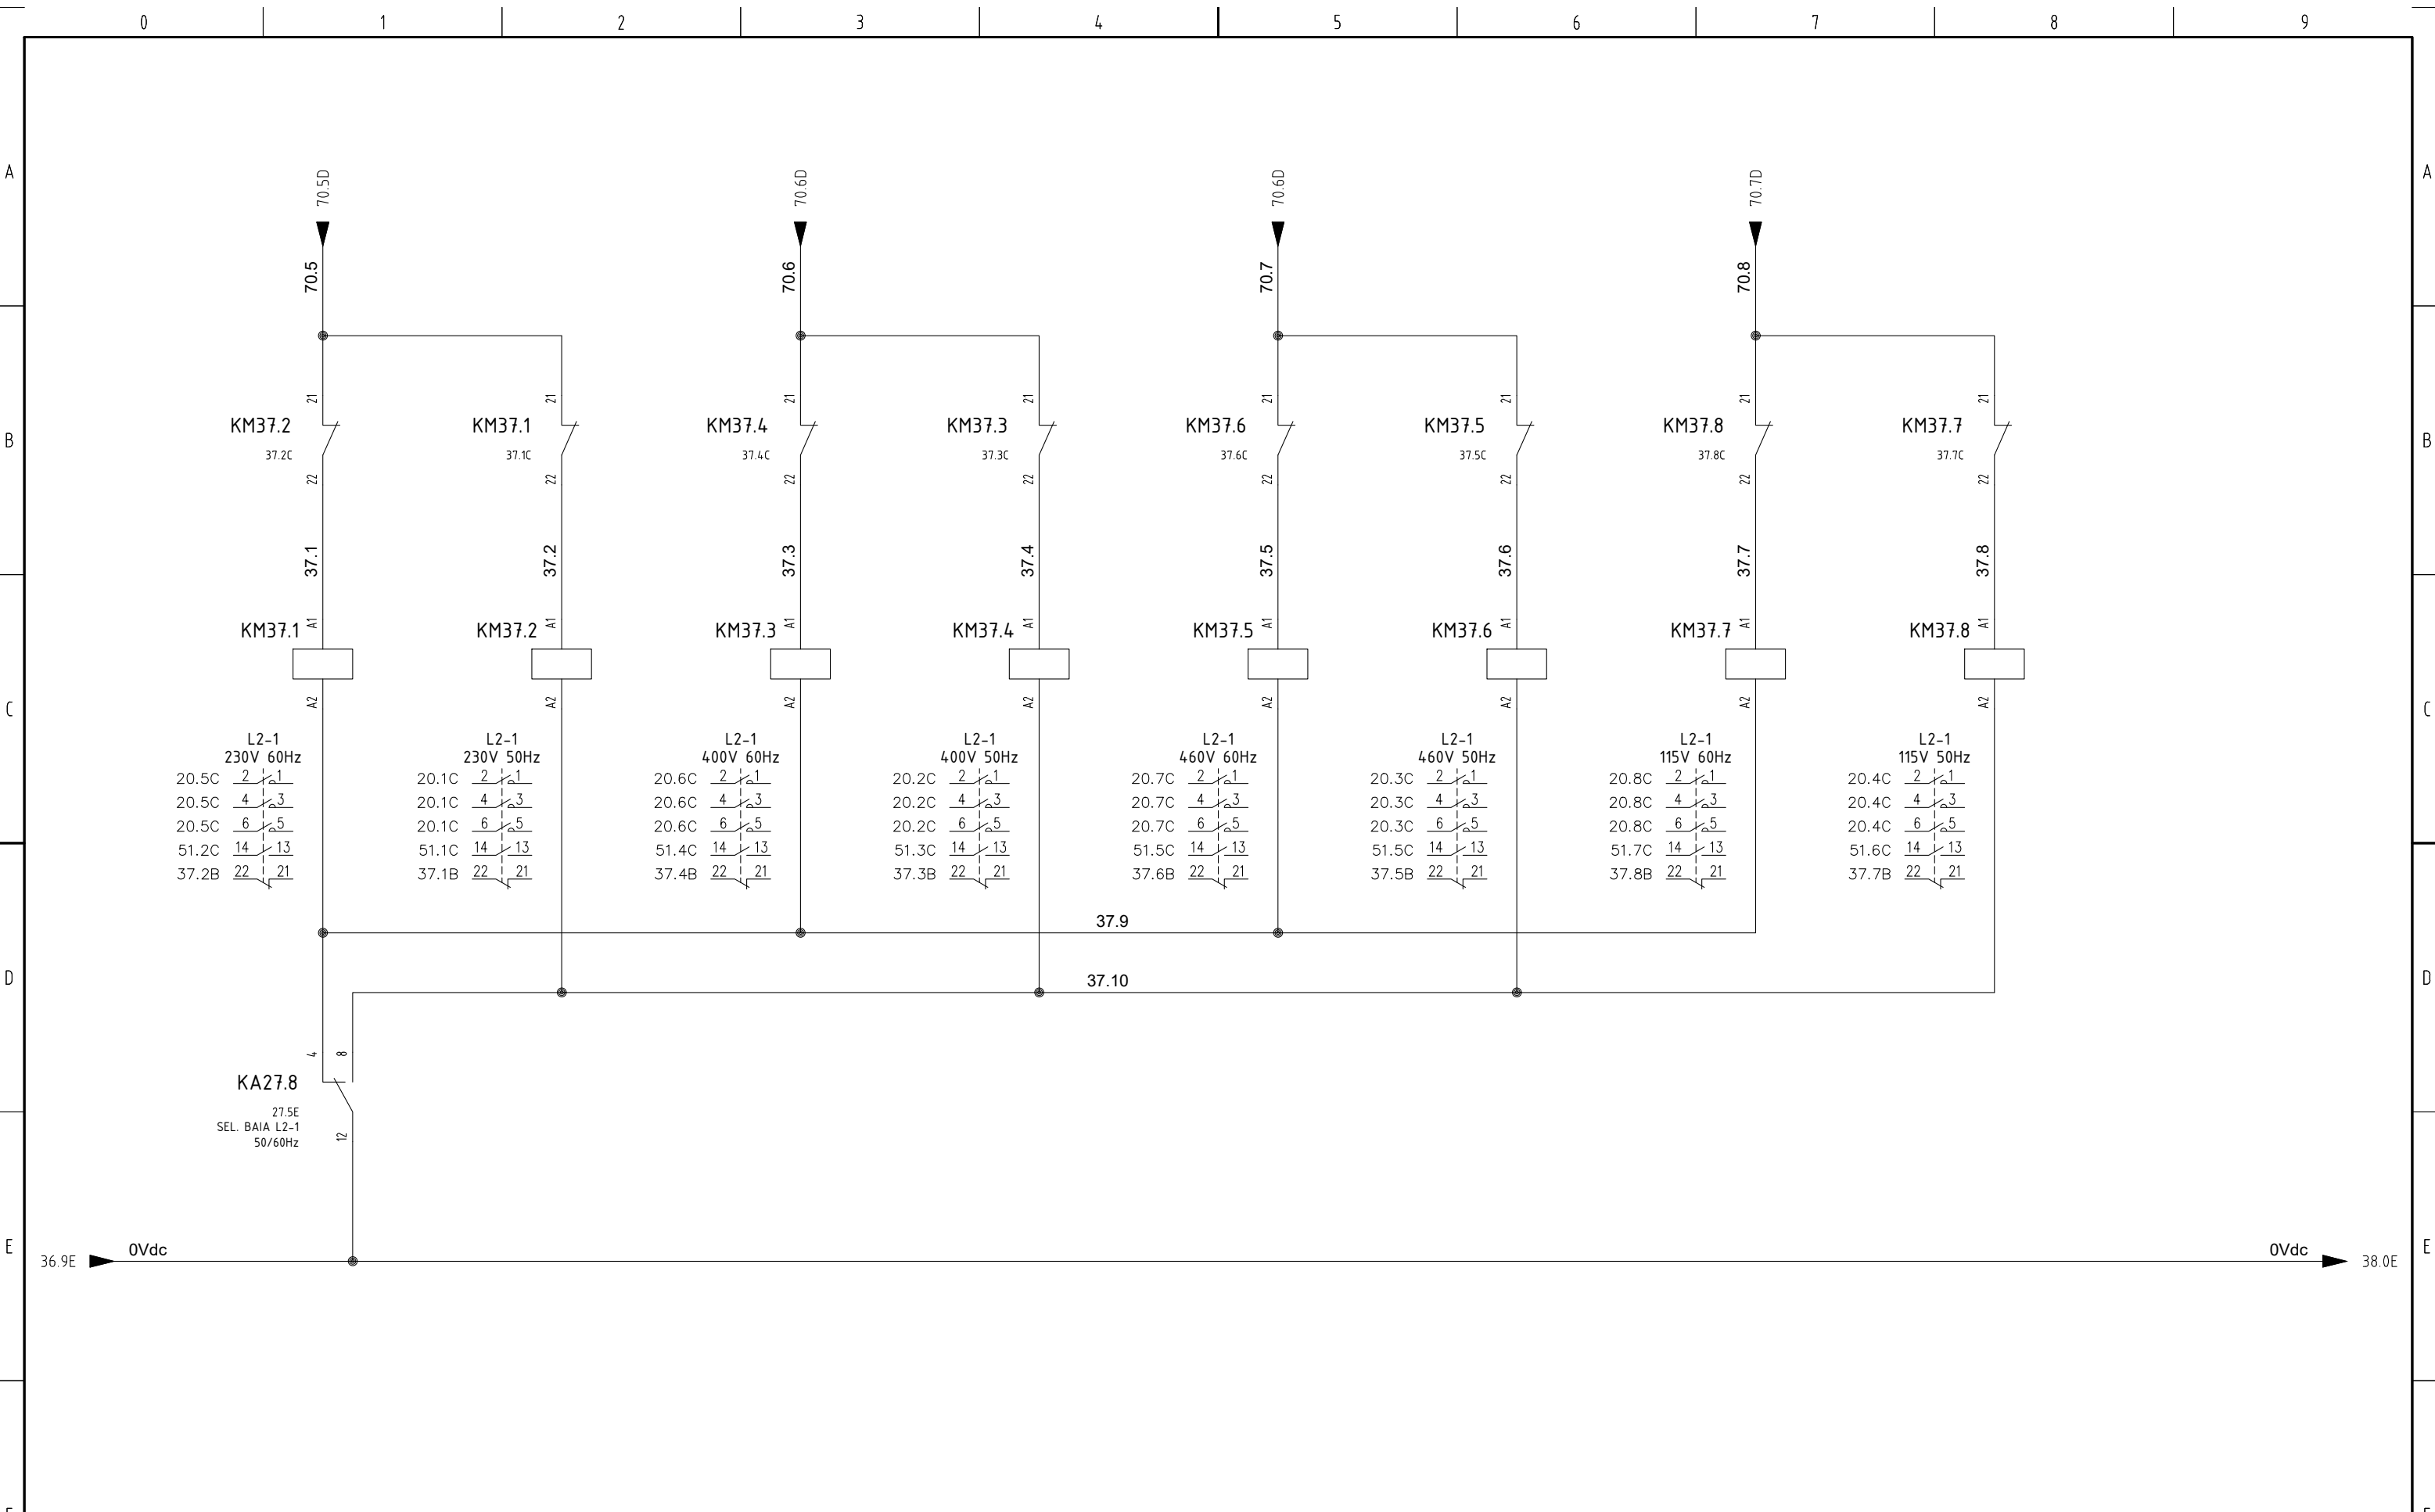 0 1 2 3 4 5 6 7 8 9
A A
70.5D 70.6D 70.6D 70.7D
70.5 70.6 70.7 70.8
21 21 21 21 21 21 21 21
B KM37.2 KM37.1 KM37.4 KM37.3 KM37.6 KM37.5 KM37.8 KM37.7 B
37.2C 37.1C 37.4C 37.3C 37.6C 37.5C 37.8C 37.7C
22 22 22 22 22 22 22 22
37.1 37.2 37.3 37.4 37.5 37.6 37.7 37.8
A1 A1 A1 A1 A1 A1 A1 A1
KM37.1 KM37.2 KM37.3 KM37.4 KM37.5 KM37.6 KM37.7 KM37.8
C A2 A2 A2 A2 A2 A2 A2 A2 C
L2-1 L2-1 L2-1 L2-1 L2-1 L2-1 L2-1 L2-1
230V 60Hz 230V 50Hz 400V 60Hz 400V 50Hz 460V 60Hz 460V 50Hz 115V 60Hz 115V 50Hz
20.5C 2 1 20.1C 2 1 20.6C 2 1 20.2C 2 1 20.7C 2 1 20.3C 2 1 20.8C 2 1 20.4C 2 1
20.5C 4 3 20.1C 4 3 20.6C 4 3 20.2C 4 3 20.7C 4 3 20.3C 4 3 20.8C 4 3 20.4C 4 3
20.5C 6 5 20.1C 6 5 20.6C 6 5 20.2C 6 5 20.7C 6 5 20.3C 6 5 20.8C 6 5 20.4C 6 5
51.2C 14 13 51.1C 14 13 51.4C 14 13 51.3C 14 13 51.5C 14 13 51.5C 14 13 51.7C 14 13 51.6C 14 13
37.2B 22 21 37.1B 22 21 37.4B 22 21 37.3B 22 21 37.6B 22 21 37.5B 22 21 37.8B 22 21 37.7B 22 21
37.9
D 37.10 D
4 8
KA27.8
27.5E
SEL. BAIA L2-1
50/60Hz
12
E E
0Vdc 0Vdc
36.9E 38.0E